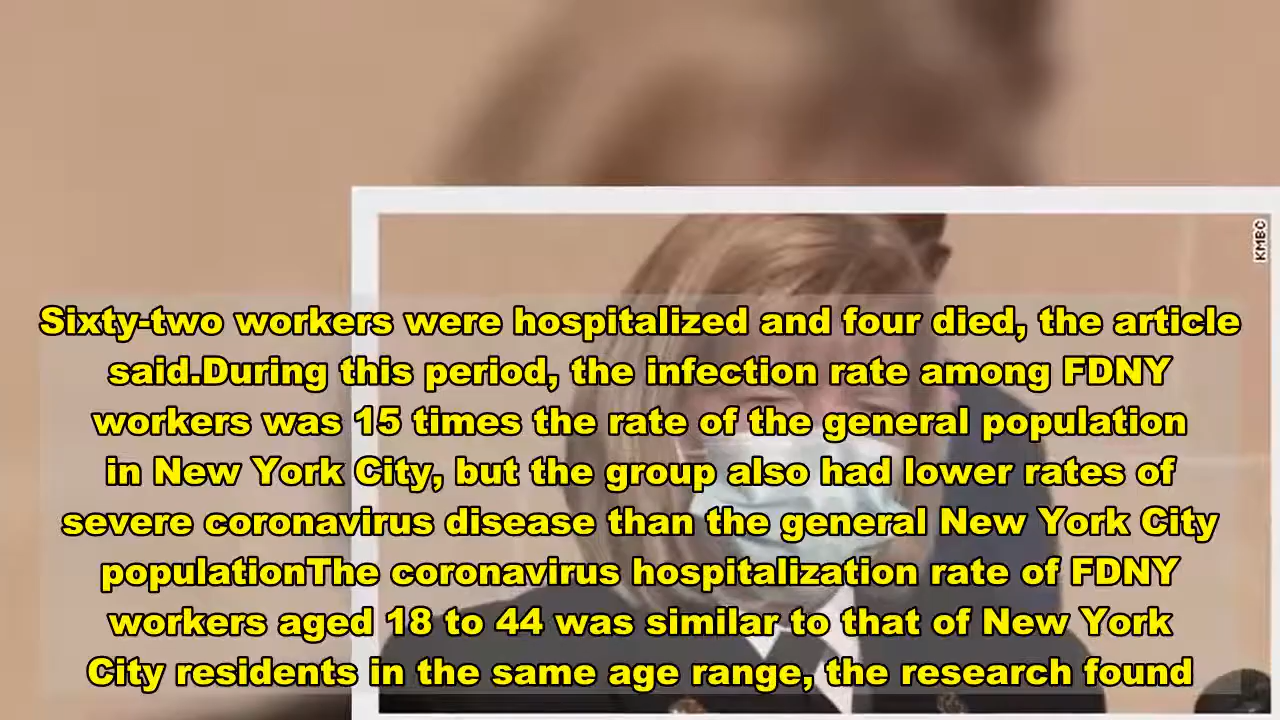 KMBC
Sixty-two workers were hospitalized and four died, the article
said.During this period, the infection rate among FDNY
workers was 15 times the rate of the general population
in New York City, but the group also had lower rates of
severe coronavirus disease than the general New York City
populationThe coronavirus hospitalization rate of FDNY
workers aged 18 to 44 was similar to that of New York
City residents in the same age range, the research found